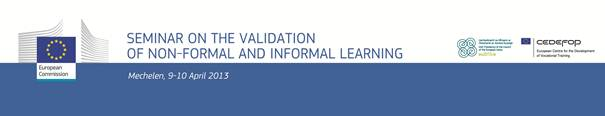 SEMINAR ON THE VALIDATION
OF NON-FORMAL AND INFORMAL LEARNING
Mechelen, 9-10 April 2013
European
Commission
CEDEFOP
European Centre for the Development
of Vocational Training